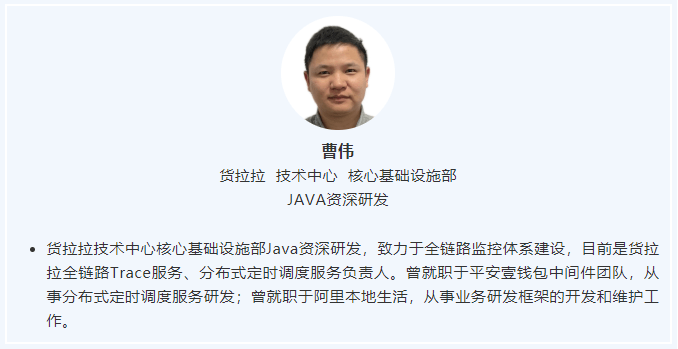 曹伟
货拉拉 技术中心 核心基础设施部
JAVA资深研发
• 货拉拉技术中心核心基础设施部Java资深研发，致力于全链路监控体系建设，目前是货拉
拉全链路Trace服务、分布式定时调度服务负责人。曾就职于平安壹钱包中间件团队，从
事分布式定时调度服务研发；曾就职于阿里本地生活，从事业务研发框架的开发和维护工
作。